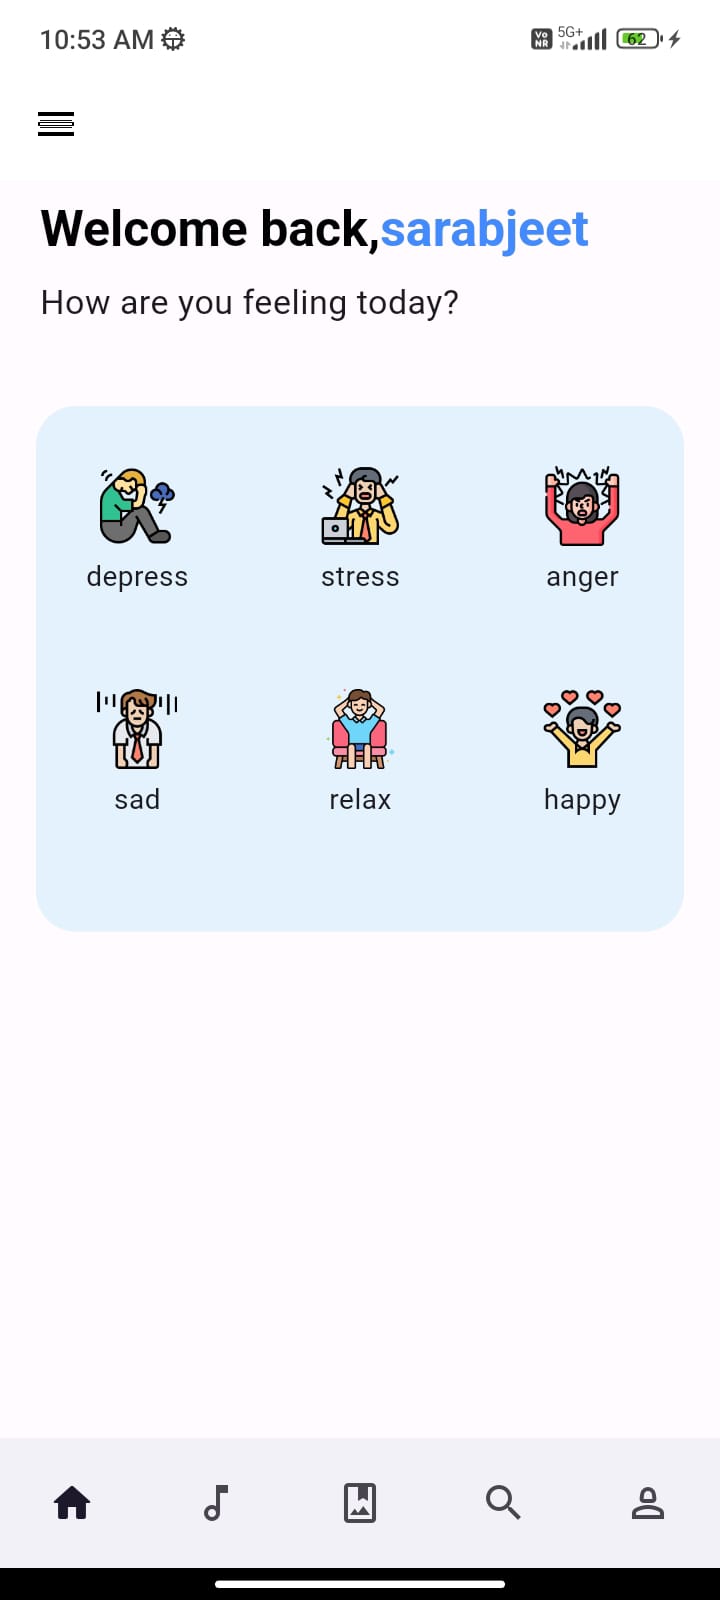 10:53 AM
Vo NR 5G+ 62
Welcome back,sarabjeet
How are you feeling today?
depress stress anger
sad relax happy